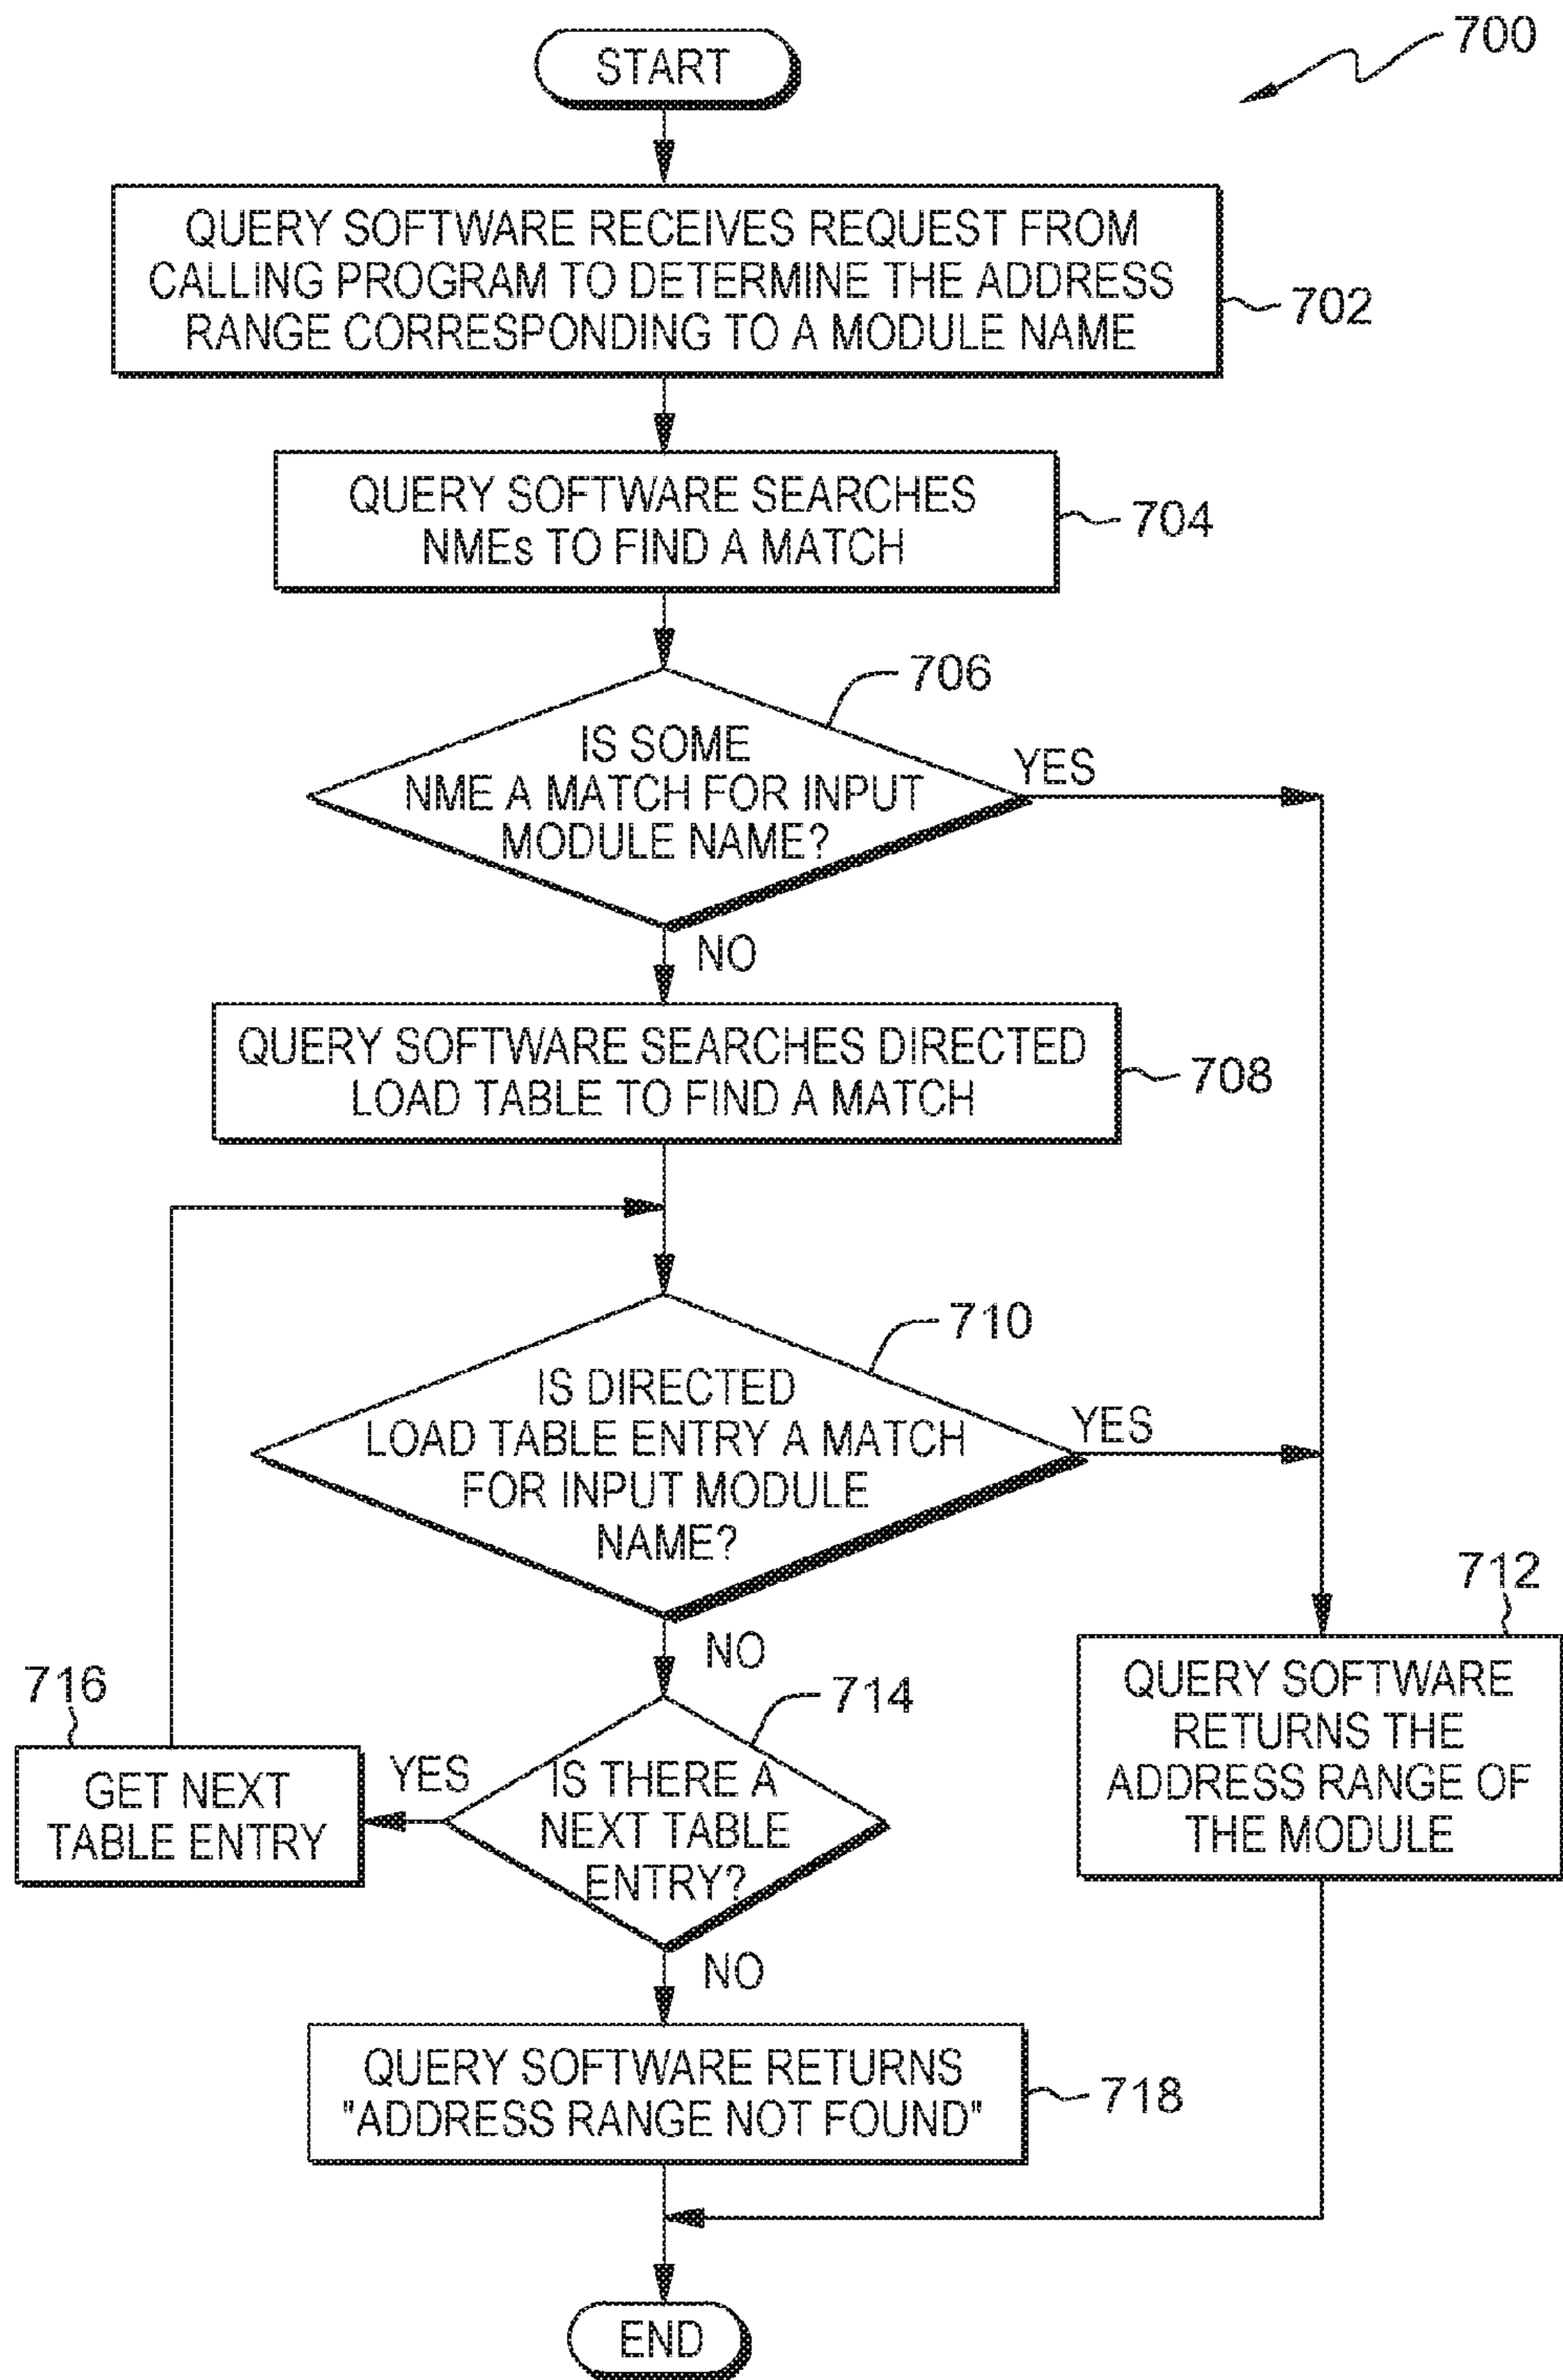 700
START
QUERY SOFTWARE RECEIVES REQUEST FROM
CALLING PROGRAM TO DETERMINE THE ADDRESS
RANGE CORRESPONDING TO A MODULE NAME
702
QUERY SOFTWARE SEARCHES
NMEs TO FIND A MATCH
704
706
IS SOME
NME A MATCH FOR INPUT
MODULE NAME?
YES
NO
QUERY SOFTWARE SEARCHES DIRECTED
LOAD TABLE TO FIND A MATCH
708
710
IS DIRECTED
LOAD TABLE ENTRY A MATCH
FOR INPUT MODULE
NAME?
YES
NO
712
QUERY SOFTWARE
RETURNS THE
ADDRESS RANGE OF
THE MODULE
714
IS THERE A
NEXT TABLE
ENTRY?
YES
716
GET NEXT
TABLE ENTRY
NO
QUERY SOFTWARE RETURNS
"ADDRESS RANGE NOT FOUND"
718
END